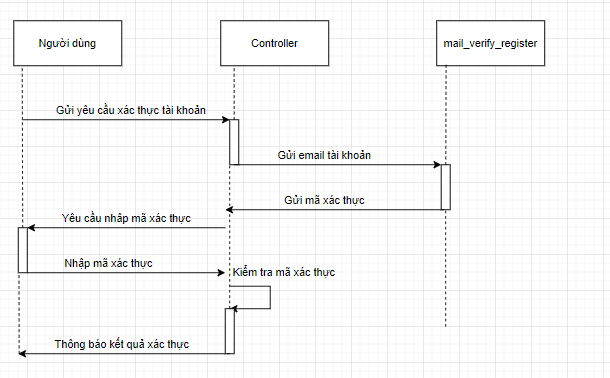 Người dùng
Controller
mail_verify_register
Gửi yêu cầu xác thực tài khoản
Gửi email tài khoản
Gửi mã xác thực
Yêu cầu nhập mã xác thực
Nhập mã xác thực
Kiểm tra mã xác thực
Thông báo kết quả xác thực